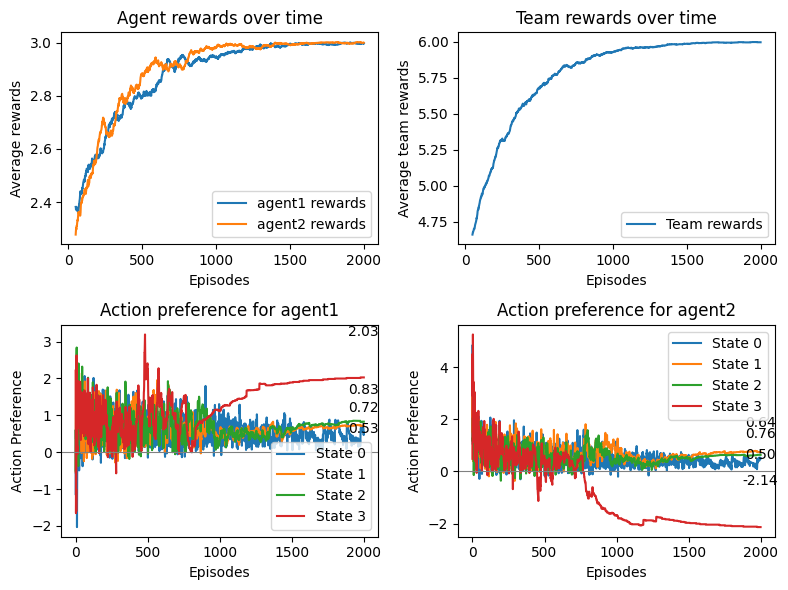 Agent rewards over time
Average rewards
3.0
2.8
2.6
2.4
agent1 rewards
agent2 rewards
0
500
1000
1500
2000
Episodes
Team rewards over time
Average team rewards
6.00
5.75
5.50
5.25
5.00
4.75
Team rewards
0
500
1000
1500
2000
Episodes
Action preference for agent1
Action Preference
3
2
1
0
−1
−2
2.03
0.83
0.72
0.53
State 0
State 1
State 2
State 3
0
500
1000
1500
2000
Episodes
Action preference for agent2
Action Preference
4
2
0
−2
State 0
State 1
State 2
State 3
0.64
0.76
0.50
-2.14
0
500
1000
1500
2000
Episodes